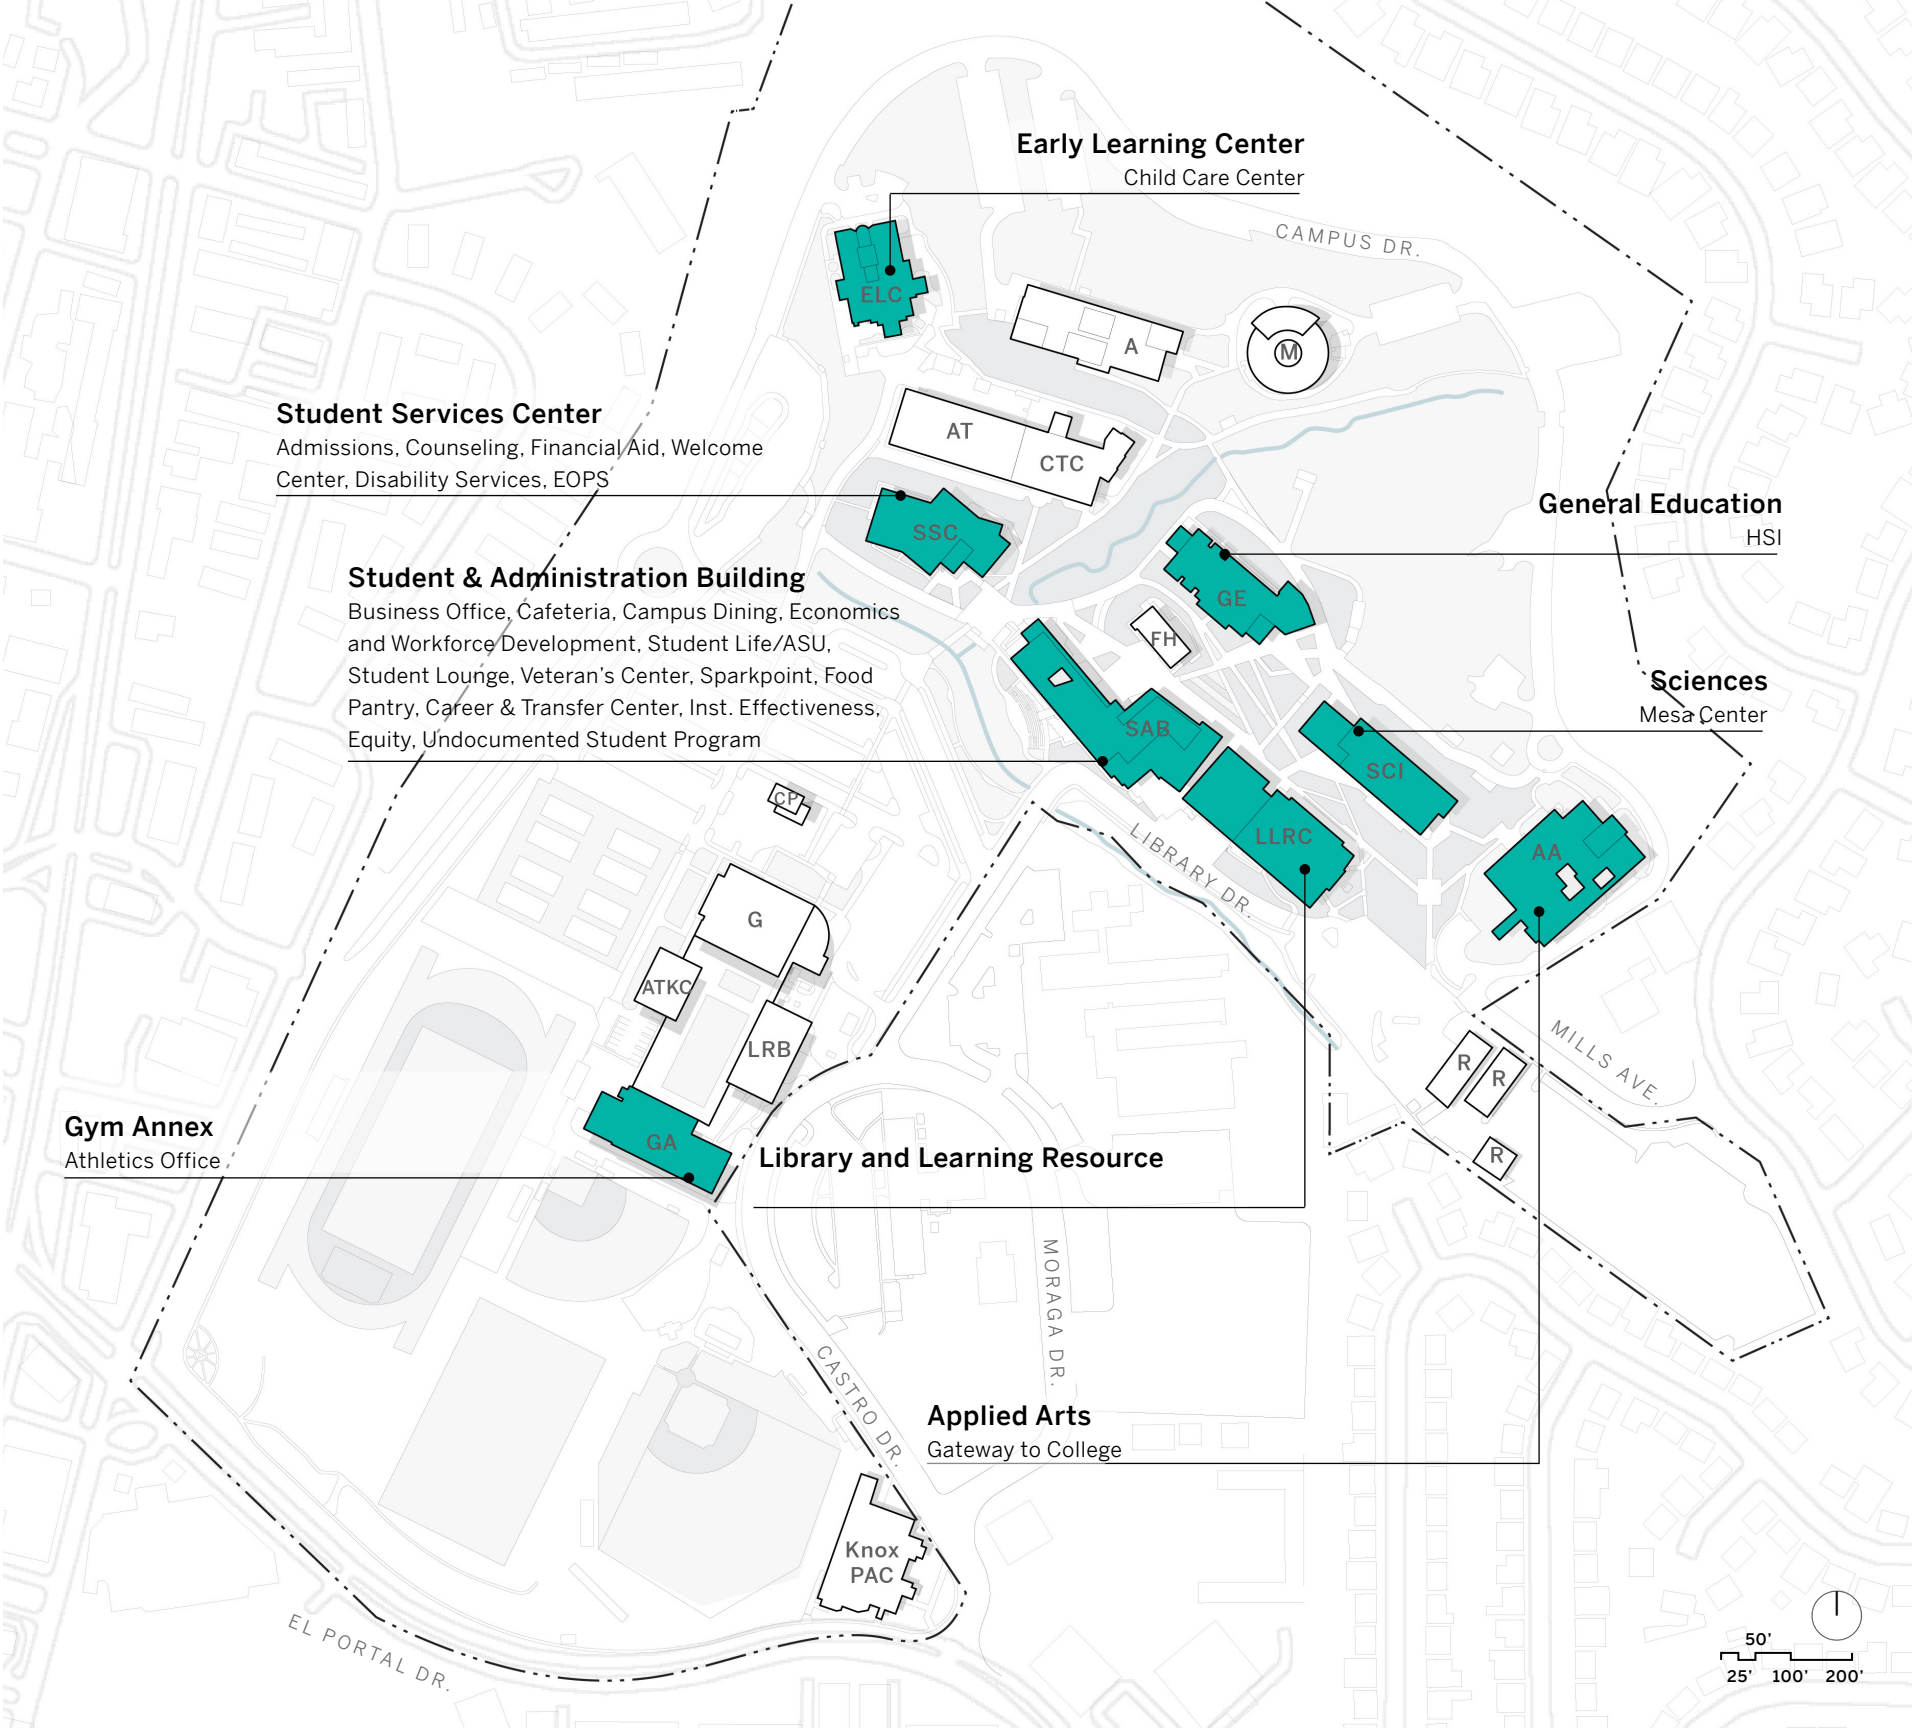 Early Learning Center
Child Care Center
CAMPUS DR.
ELC
A
M
Student Services Center
Admissions, Counseling, Financial Aid, Welcome
Center, Disability Services, EOPS
AT
CTC
SSC
General Education
HSI
Student & Administration Building
Business Office, Cafeteria, Campus Dining, Economics
and Workforce Development, Student Life/ASU,
Student Lounge, Veteran's Center, Sparkpoint, Food
Pantry, Career & Transfer Center, Inst. Effectiveness,
Equity, Undocumented Student Program
GE
FH
Sciences
Mesa Center
SAB
SCI
CP
LLRC
LIBRARY DR.
AA
G
ATKC
LRB
MILLS AVE.
R
R
R
Gym Annex
Athletics Office
GA
Library and Learning Resource
MORAGA DR.
CASTRO DR.
Applied Arts
Gateway to College
Knox
PAC
EL PORTAL DR.
50'
25' 100' 200'